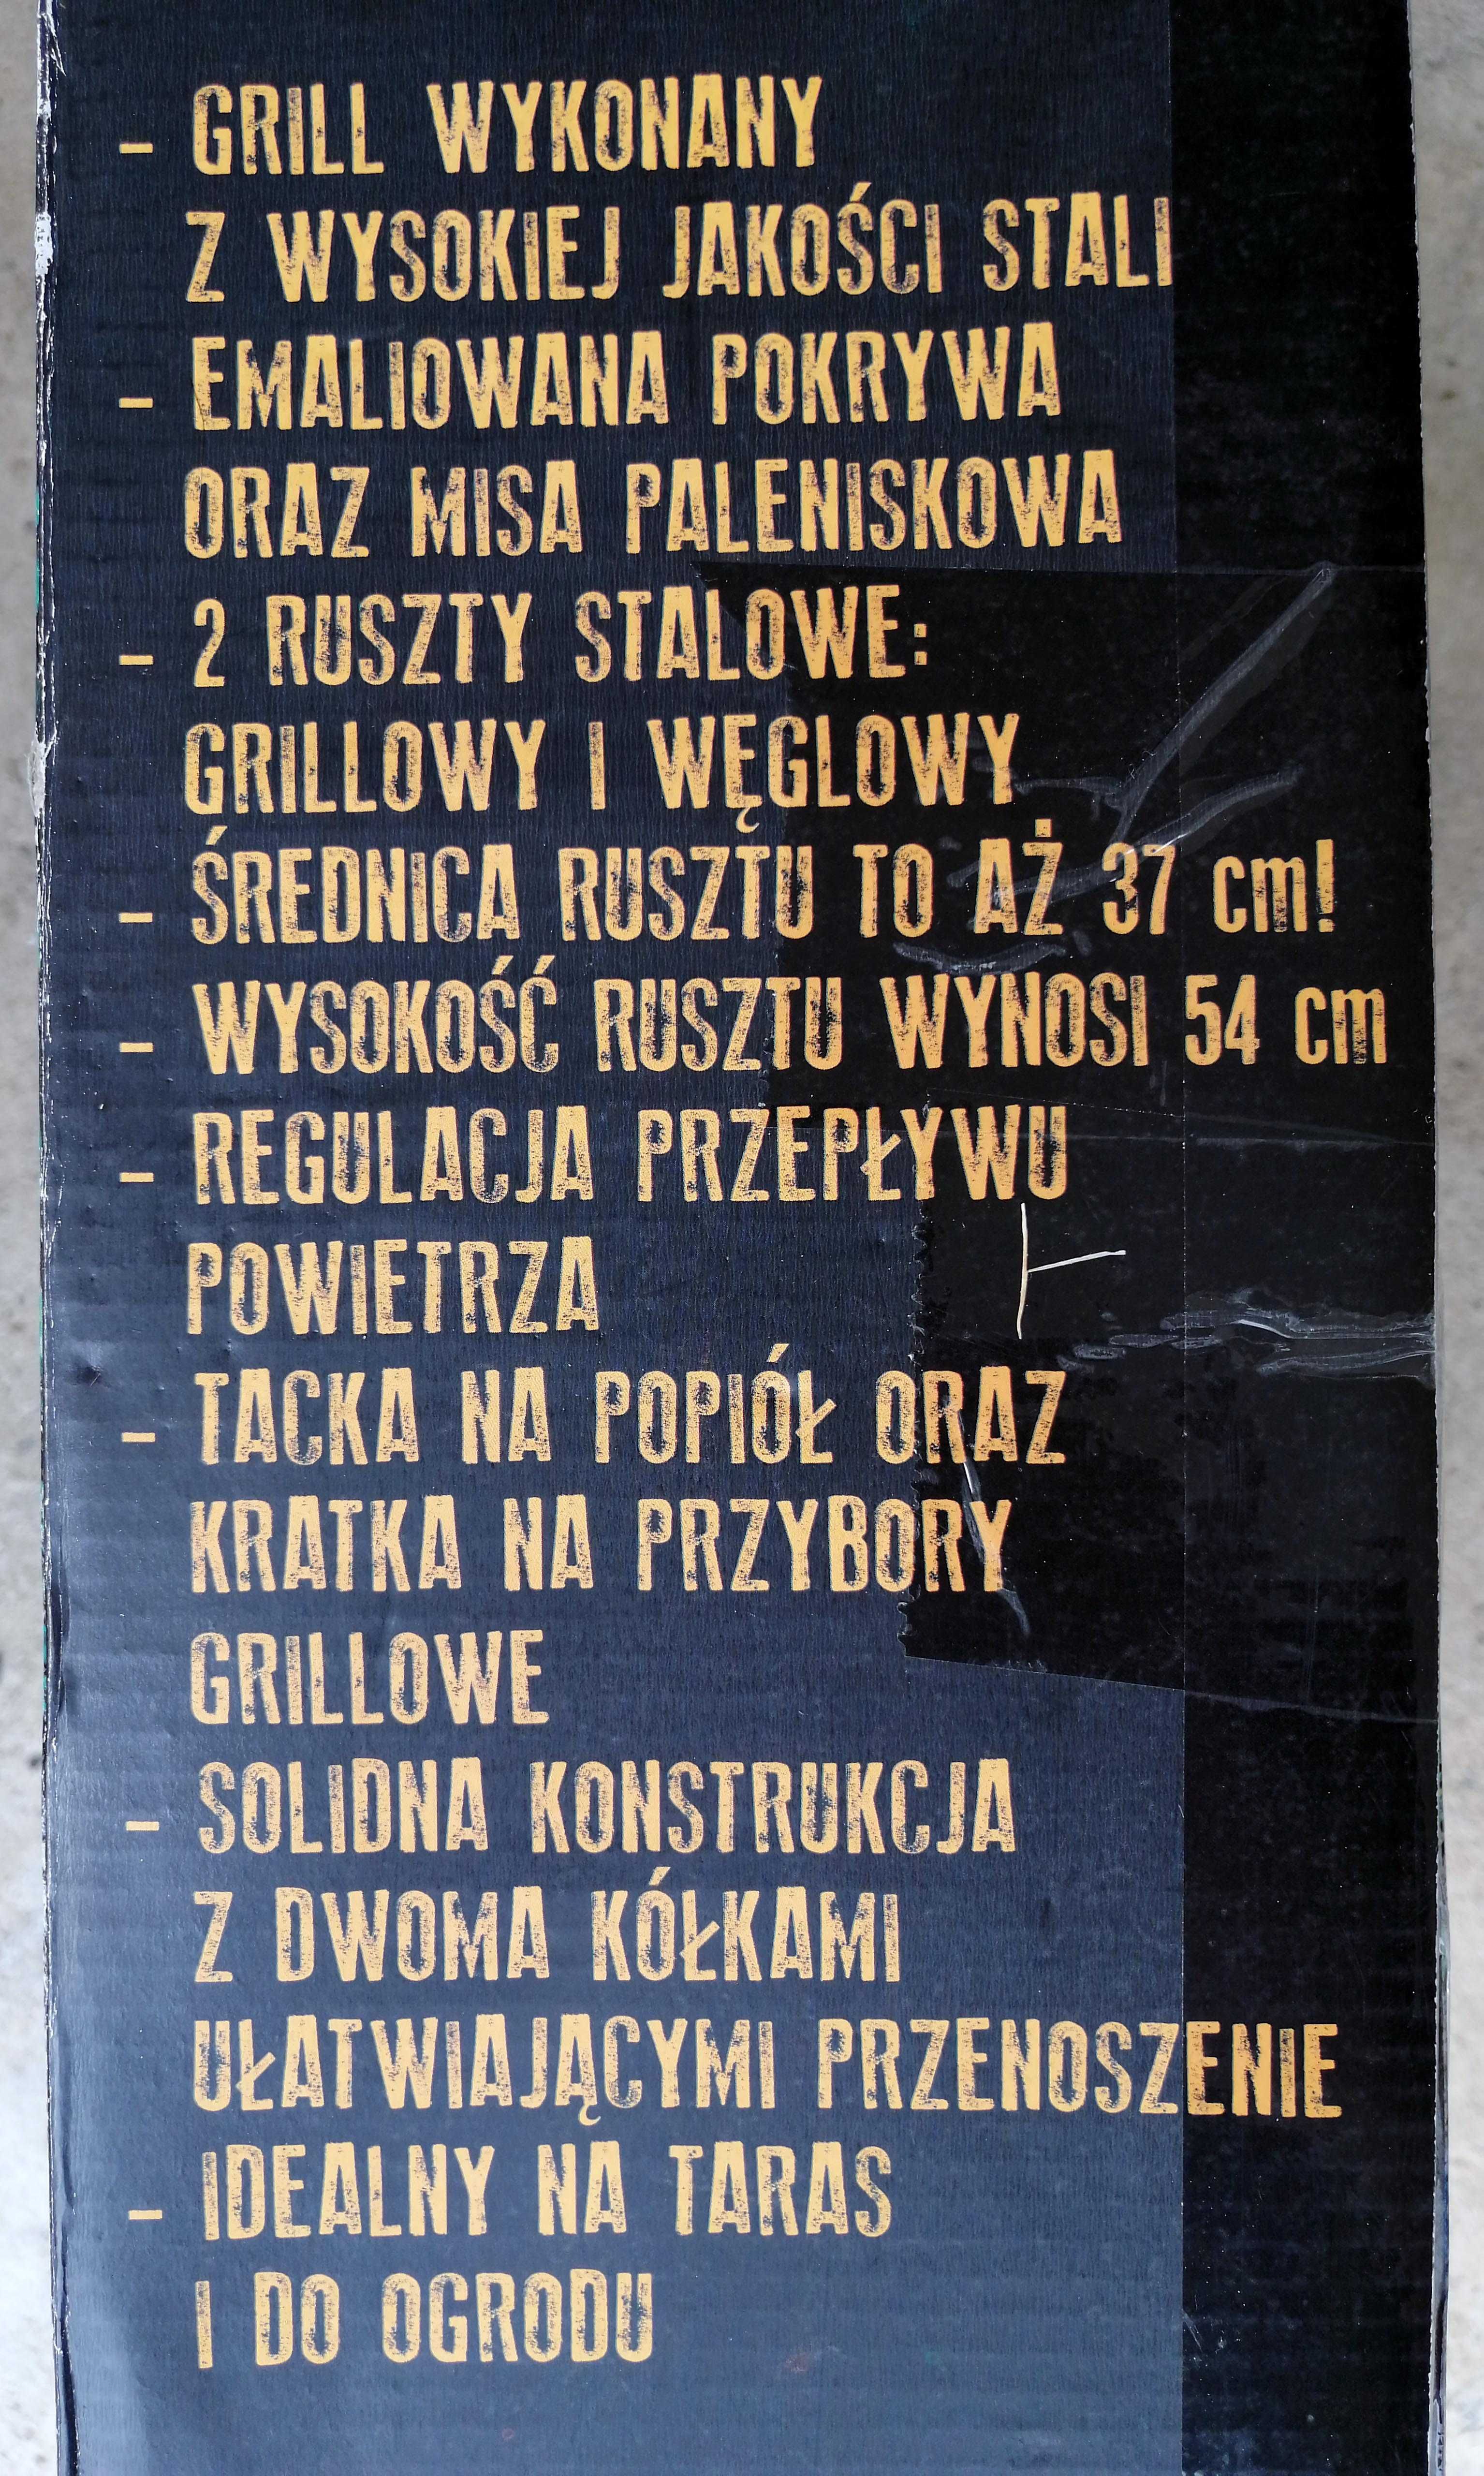 - GRILL WYKONANY
Z WYSOKIEJ JAKOŚCI STALI
- EMALIOWANA POKRYWA
ORAZ MISA PALENISKOWA
- 2 RUSZTY STALOWE:
GRILLOWY I WĘGLOWY
- ŚREDNICA RUSZTU TO AŻ 37 cm!
- WYSOKOŚĆ RUSZTU WYNOSI 54 cm
- REGULACJA PRZEPŁYWU
POWIETRZA
- TACKA NA POPIÓŁ ORAZ
KRATKA NA PRZYBORY
GRILLOWE
- SOLIDNA KONSTRUKCJA
Z DWOMA KÓŁKAMI
UŁATWIAJĄCYMI PRZENOSZENIE
- IDEALNY NA TARAS
I DO OGRODU